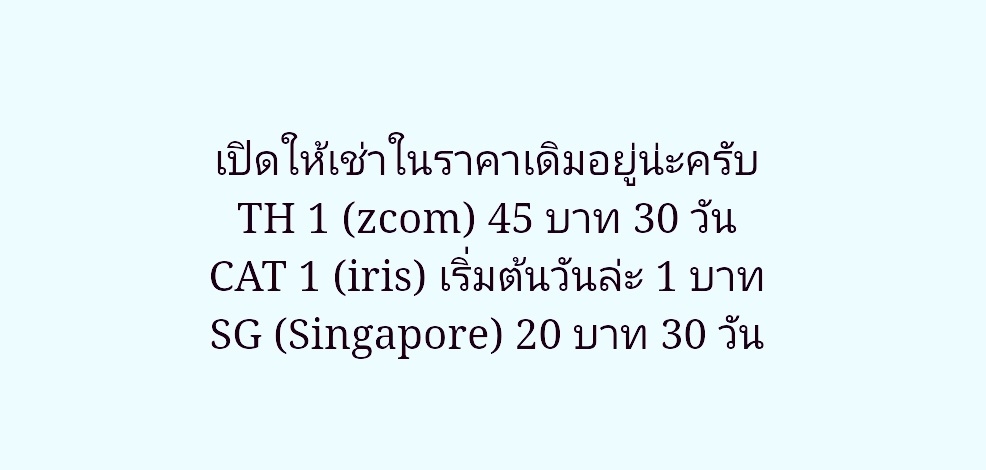 เปิดให้เช่าในราคาเดิมอยู่น่ะครับ
TH 1 (zcom) 45 บาท 30 วัน
CAT 1 (iris) เริ่มต้นวันล่ะ 1 บาท
SG (Singapore) 20 บาท 30 วัน